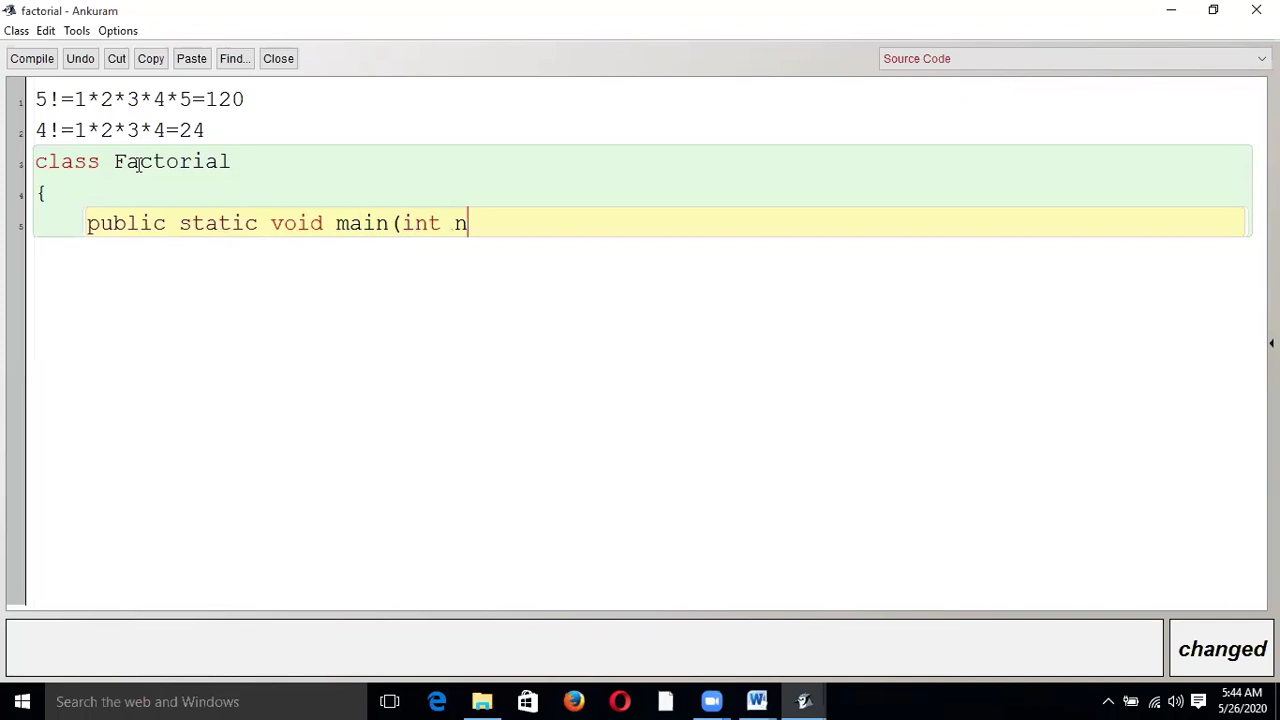 factorial - Ankuram
Class Edit Tools Options
Compile Undo Cut Copy Paste Find... Close Source Code
1 5!=1*2*3*4*5=120
2 4!=1*2*3*4=24
3 class Factorial
4 {
5 public static void main(int n
changed
Search the web and Windows
5:44 AM
5/26/2020